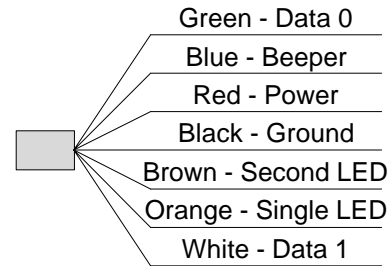 Green - Data 0
Blue - Beeper
Red - Power
Black - Ground
Brown - Second LED
Orange - Single LED
White - Data 1